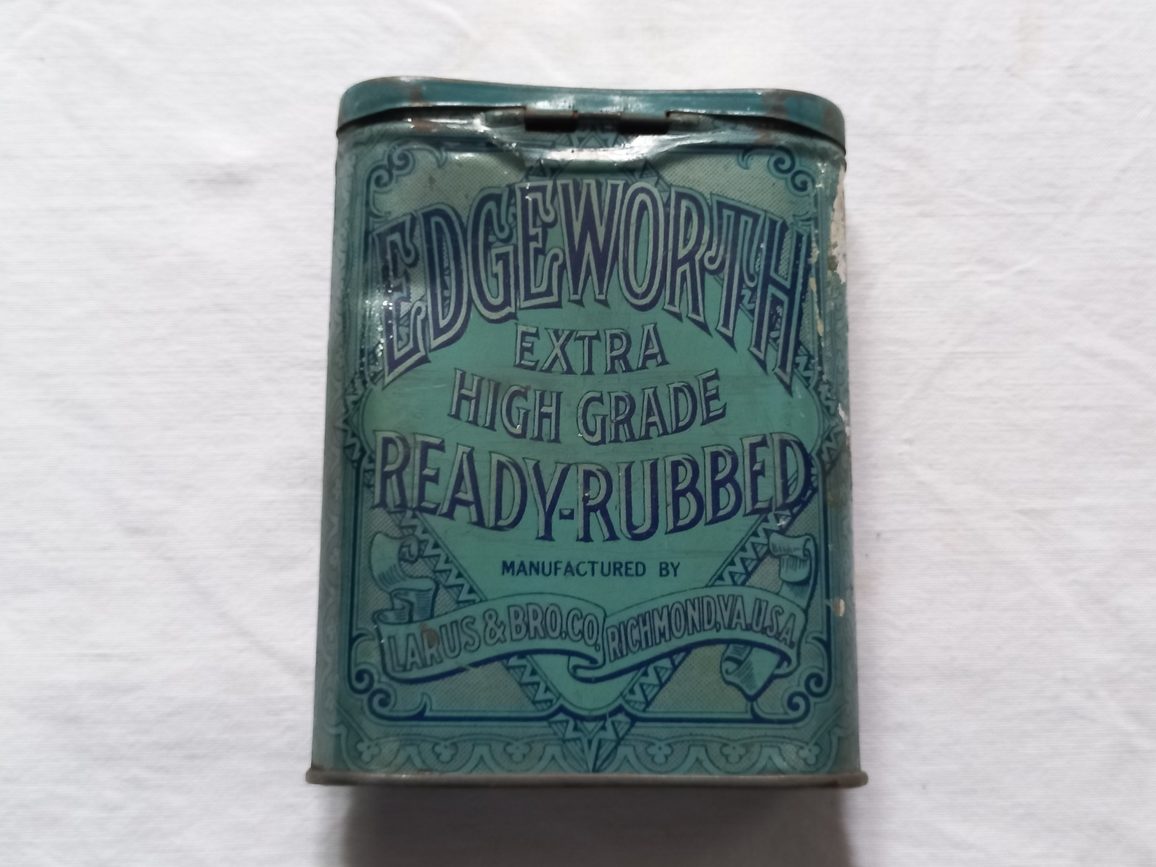 EDGEWORTH
EXTRA
HIGH GRADE
READY-RUBBED
MANUFACTURED BY
LARUS & BRO. CO. RICHMOND, VA. U.S.A.